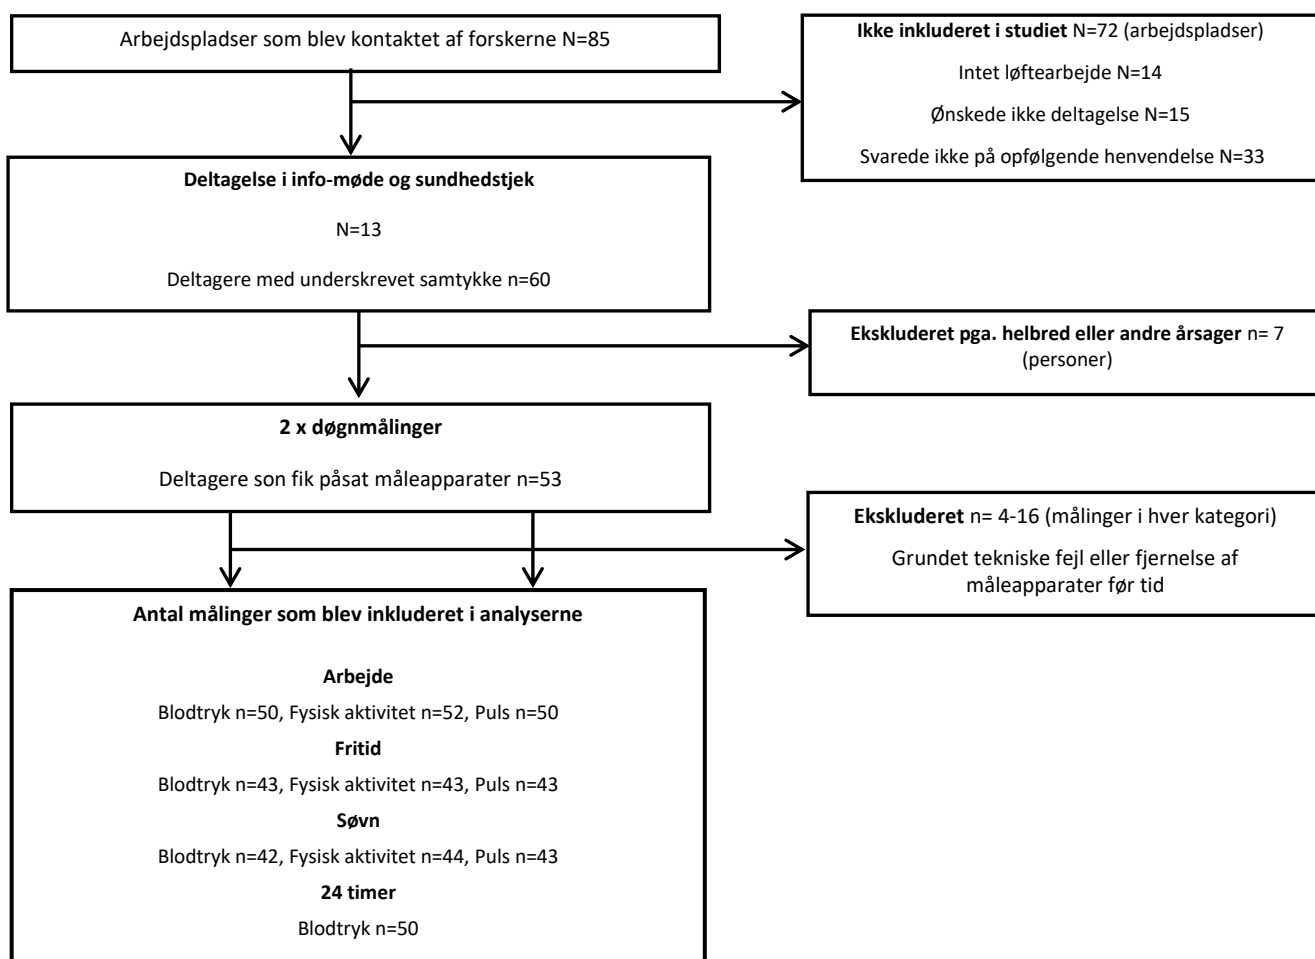 Arbejdspladser som blev kontaktet af forskerne N=85
Ikke inkluderet i studiet N=72 (arbejdspladser)
Intet løftearbejde N=14
Ønskede ikke deltagelse N=15
Svarede ikke på opfølgende henvendelse N=33
Deltagelse i info-møde og sundhedstjek
N=13
Deltagere med underskrevet samtykke n=60
Ekskluderet pga. helbred eller andre årsager n= 7
(personer)
2 x døgnmålinger
Deltagere son fik påsat måleapparater n=53
Ekskluderet n= 4-16 (målinger i hver kategori)
Grundet tekniske fejl eller fjernelse af
måleapparater før tid
Antal målinger som blev inkluderet i analyserne
Arbejde
Blodtryk n=50, Fysisk aktivitet n=52, Puls n=50
Fritid
Blodtryk n=43, Fysisk aktivitet n=43, Puls n=43
Søvn
Blodtryk n=42, Fysisk aktivitet n=44, Puls n=43
24 timer
Blodtryk n=50